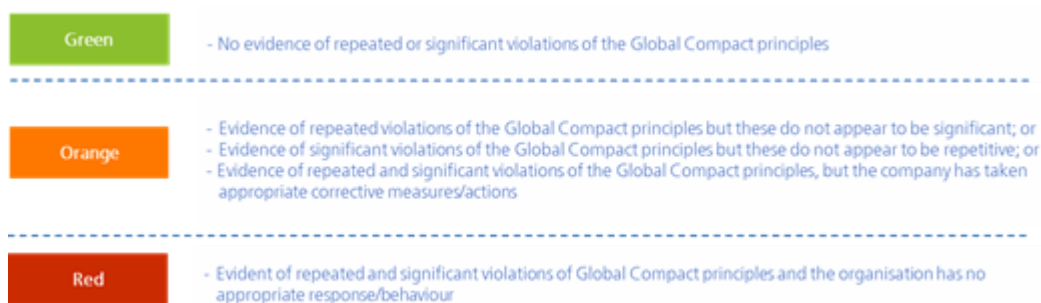 Green
- No evidence of repeated or significant violations of the Global Compact principles
Orange
- Evidence of repeated violations of the Global Compact principles but these do not appear to be significant; or
- Evidence of significant violations of the Global Compact principles but these do not appear to be repetitive; or
- Evidence of repeated and significant violations of the Global Compact principles, but the company has taken
appropriate corrective measures/actions
Red
- Evident of repeated and significant violations of Global Compact principles and the organisation has no
appropriate response/behaviour